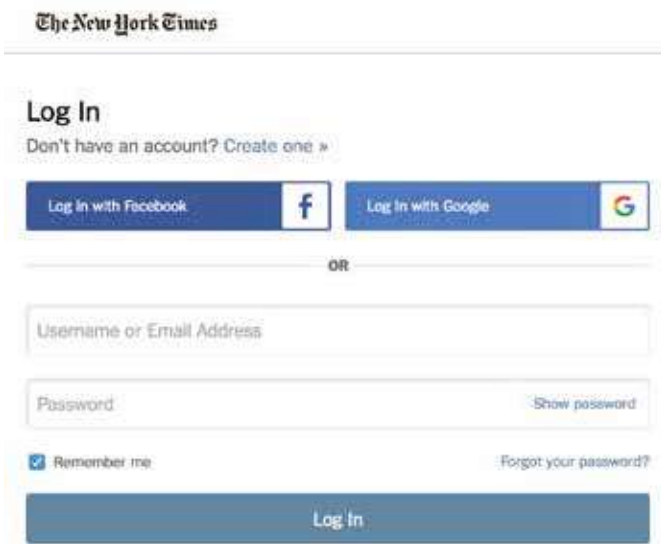 The New York Times
Log In
Don't have an account? Create one »
Log In with Facebook f Log In with Google G
OR
Username or Email Address
Password Show password
Remember me Forgot your password?
Log In